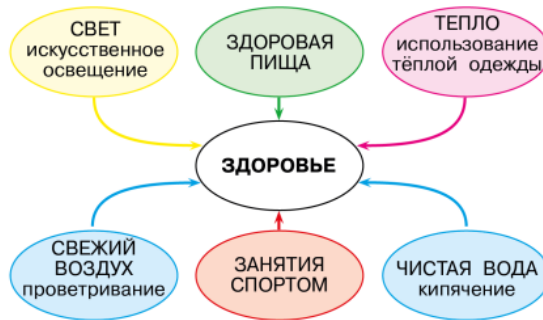 СВЕТ
искусственное
освещение
ЗДОРОВАЯ
ПИЩА
ТЕПЛО
использование
тёплой одежды
ЗДОРОВЬЕ
СВЕЖИЙ
ВОЗДУХ
проветривание
ЗАНЯТИЯ
СПОРТОМ
ЧИСТАЯ ВОДА
кипячение